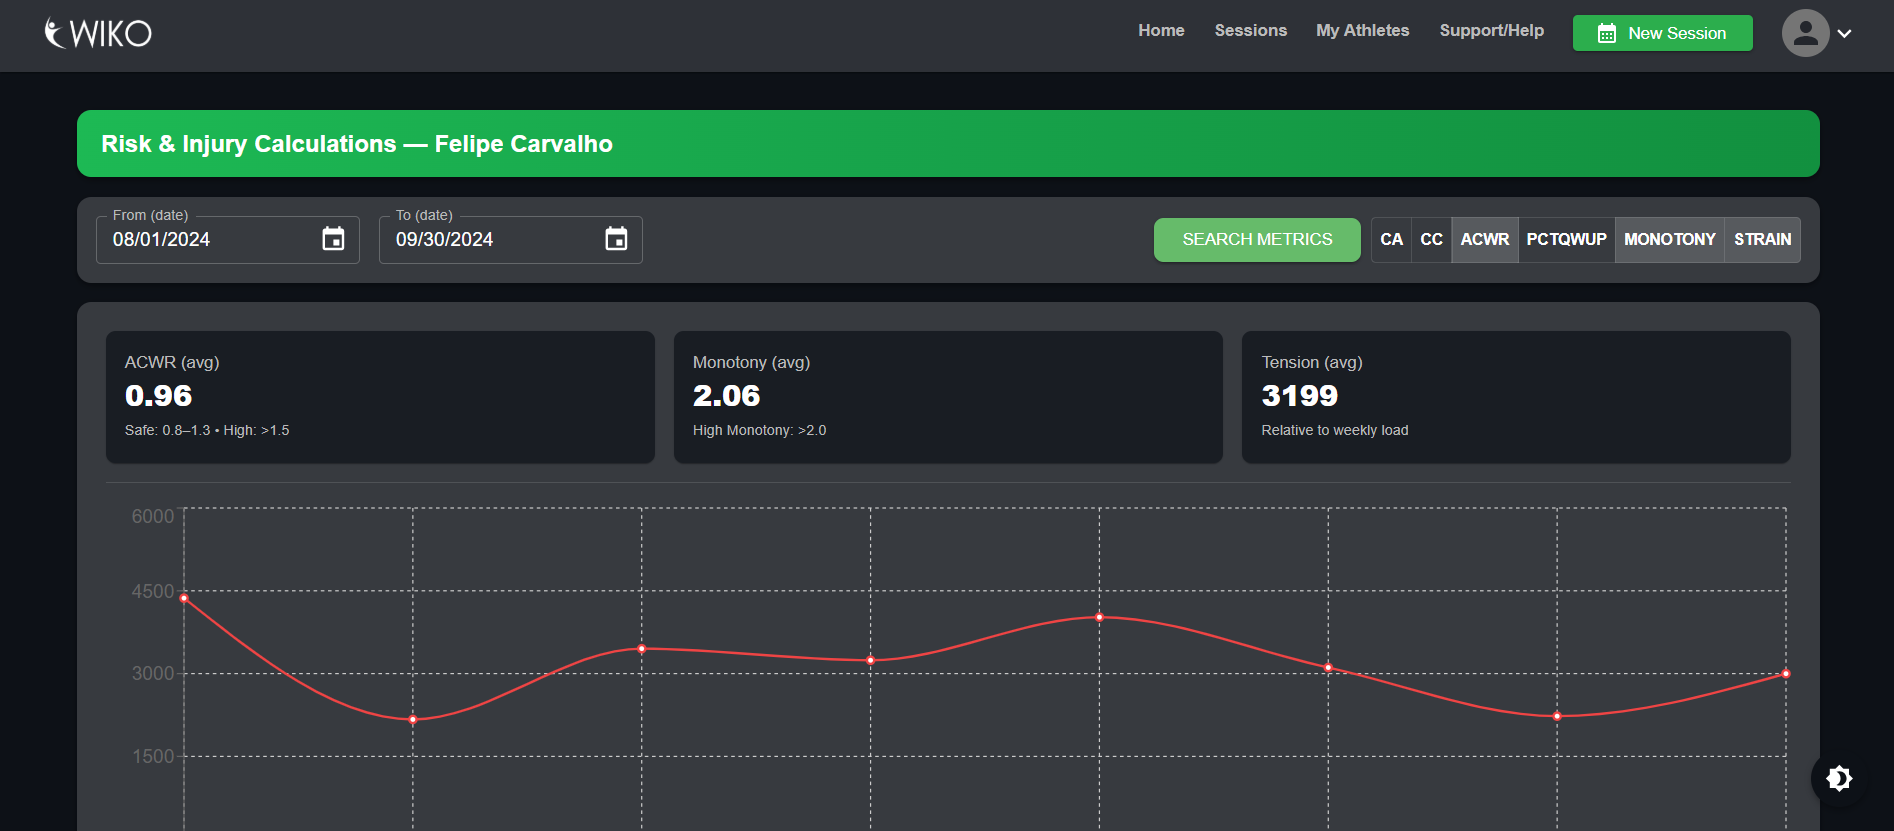 WIKO
Home
Sessions
My Athletes
Support/Help
New Session
Risk & Injury Calculations — Felipe Carvalho
From (date)
08/01/2024
To (date)
09/30/2024
SEARCH METRICS
CA
CC
ACWR
PCTQWUP
MONOTONY
STRAIN
ACWR (avg)
0.96
Safe: 0.8–1.3 • High: >1.5
Monotony (avg)
2.06
High Monotony: >2.0
Tension (avg)
3199
Relative to weekly load
6000
4500
3000
1500